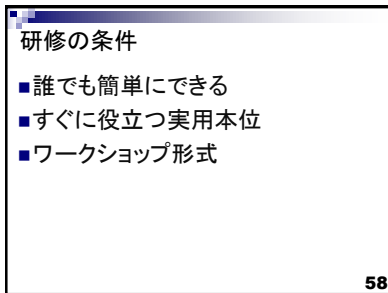 研修の条件
■誰でも簡単にできる
■すぐに役立つ実用本位
■ワークショップ形式
58